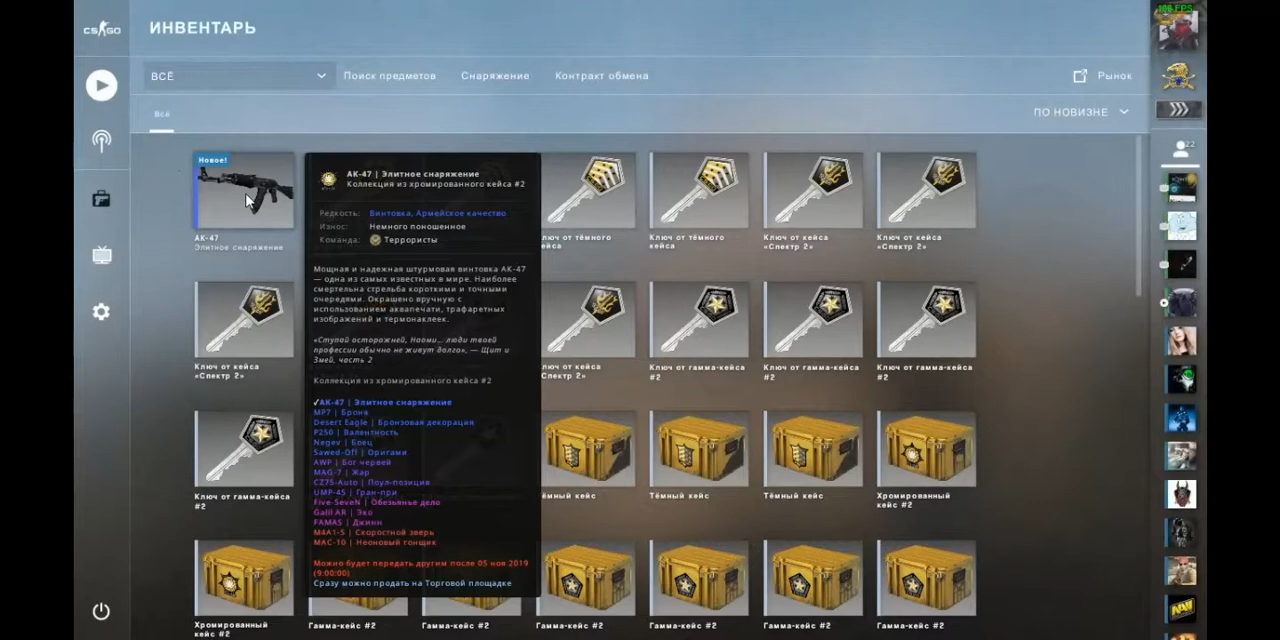 108 FPS
CS GO
ИНВЕНТАРЬ
ВСЁ
Поиск предметов
Снаряжение
Контракт обмена
Рынок
Всё
ПО НОВИЗНЕ
22
Новое!
АК-47
Элитное снаряжение
АК-47 | Элитное снаряжение
Коллекция из хромированного кейса #2
Редкость: Винтовка, Армейское качество
Износ: Немного поношенное
Команда: Террористы
Мощная и надежная штурмовая винтовка АК-47
— одна из самых известных в мире. Наиболее
смертельна стрельба короткими и точными
очередями. Окрашено вручную с
использованием аквапечати, трафаретных
изображений и термонаклеек.
«Ступай осторожней, Наоми… люди твоей
профессии обычно не живут долго», — Щит и
Змей, часть 2
Коллекция из хромированного кейса #2
✓АК-47 | Элитное снаряжение
MP7 | Броня
Desert Eagle | Бронзовая декорация
P250 | Валентность
Negev | Боец
Sawed-Off | Оригами
AWP | Бог червей
MAG-7 | Жар
CZ75-Auto | Поул-позиция
UMP-45 | Гран-при
Five-SeveN | Обезьянье дело
Galil AR | Эко
FAMAS | Джинн
M4A1-S | Скоростной зверь
MAC-10 | Неоновый гонщик
Можно будет передать другим после 05 ноя 2019
(9:00:00)
Сразу можно продать на Торговой площадке
ключ от тёмного
кейса
Ключ от тёмного
кейса
Ключ от кейса
«Спектр 2»
Ключ от кейса
«Спектр 2»
Ключ от кейса
«Спектр 2»
ключ от кейса
Спектр 2»
Ключ от гамма-кейса
#2
Ключ от гамма-кейса
#2
Ключ от гамма-кейса
#2
Ключ от гамма-кейса
#2
ёмный кейс
Тёмный кейс
Тёмный кейс
Хромированный
кейс #2
Хромированный
кейс #2
Гамма-кейс #2
Гамма-кейс #2
Гамма-кейс #2
Гамма-кейс #2
Гамма-кейс #2
Гамма-кейс #2
NAVI